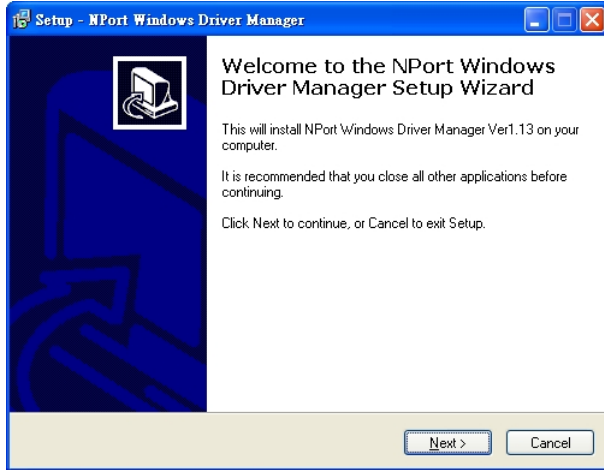 Setup - NPort Windows Driver Manager
Welcome to the NPort Windows
Driver Manager Setup Wizard
This will install NPort Windows Driver Manager Ver1.13 on your
computer.
It is recommended that you close all other applications before
continuing.
Click Next to continue, or Cancel to exit Setup.
Next >
Cancel